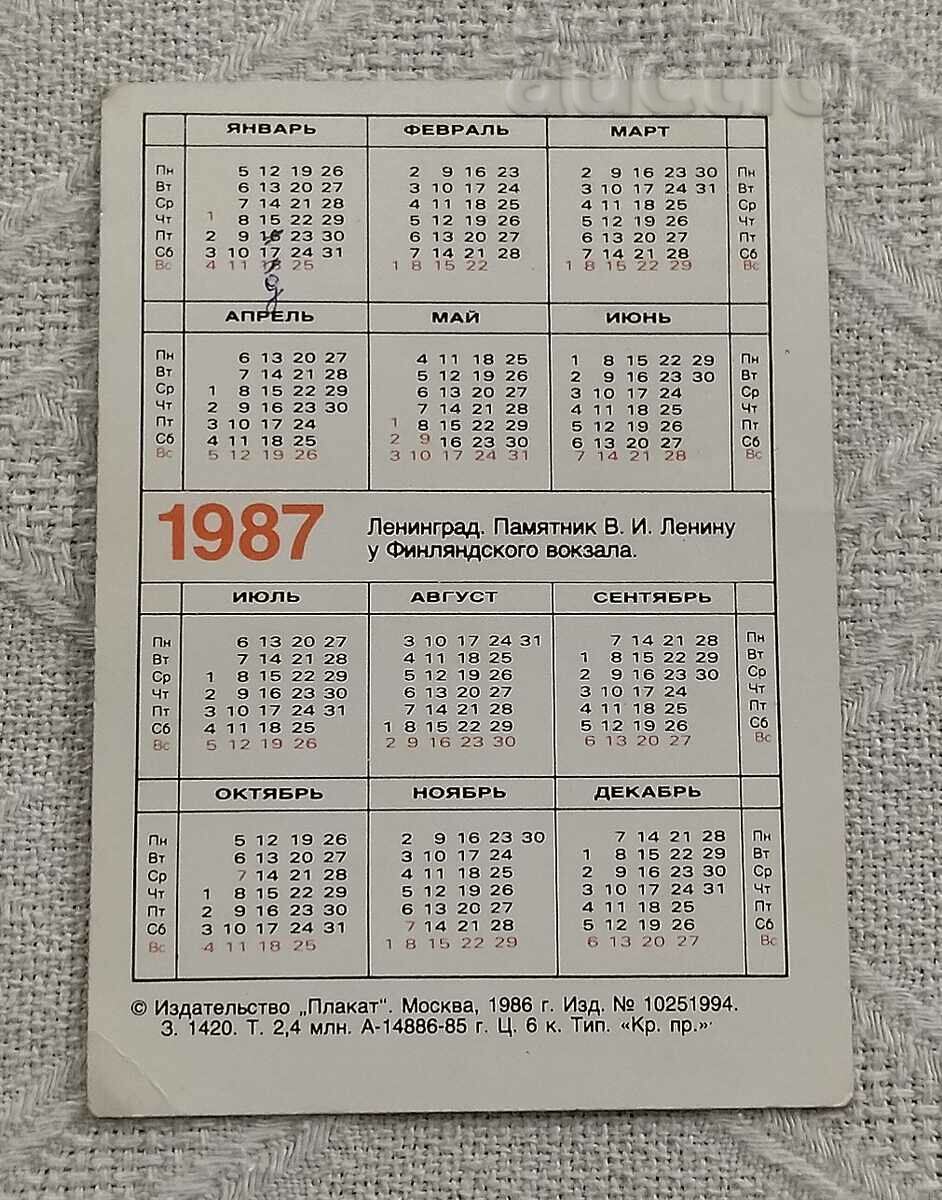 auctio
ЯНВАРЬ ФЕВРАЛЬ МАРТ
Пн 5 12 19 26 2 9 16 23 2 9 16 23 30 Пн
Вт 6 13 20 27 3 10 17 24 3 10 17 24 31 Вт
Ср 7 14 21 28 4 11 18 25 4 11 18 25 Ср
Чт 1 8 15 22 29 5 12 19 26 5 12 19 26 Чт
Пт 2 9 16 23 30 6 13 20 27 6 13 20 27 Пт
Сб 3 10 17 24 31 7 14 21 28 7 14 21 28 Сб
Вс 4 11 18 25 1 8 15 22 1 8 15 22 29 Вс
АПРЕЛЬ МАЙ ИЮНЬ
Пн 6 13 20 27 4 11 18 25 1 8 15 22 29 Пн
Вт 7 14 21 28 5 12 19 26 2 9 16 23 30 Вт
Ср 1 8 15 22 29 6 13 20 27 3 10 17 24 Ср
Чт 2 9 16 23 30 7 14 21 28 4 11 18 25 Чт
Пт 3 10 17 24 1 8 15 22 29 5 12 19 26 Пт
Сб 4 11 18 25 2 9 16 23 30 6 13 20 27 Сб
Вс 5 12 19 26 3 10 17 24 31 7 14 21 28 Вс
1987
Ленинград. Памятник В. И. Ленину
у Финляндского вокзала.
ИЮЛЬ АВГУСТ СЕНТЯБРЬ
Пн 6 13 20 27 3 10 17 24 31 7 14 21 28 Пн
Вт 7 14 21 28 4 11 18 25 1 8 15 22 29 Вт
Ср 1 8 15 22 29 5 12 19 26 2 9 16 23 30 Ср
Чт 2 9 16 23 30 6 13 20 27 3 10 17 24 Чт
Пт 3 10 17 24 31 7 14 21 28 4 11 18 25 Пт
Сб 4 11 18 25 1 8 15 22 29 5 12 19 26 Сб
Вс 5 12 19 26 2 9 16 23 30 6 13 20 27 Вс
ОКТЯБРЬ НОЯБРЬ ДЕКАБРЬ
Пн 5 12 19 26 2 9 16 23 30 7 14 21 28 Пн
Вт 6 13 20 27 3 10 17 24 1 8 15 22 29 Вт
Ср 7 14 21 28 4 11 18 25 2 9 16 23 30 Ср
Чт 1 8 15 22 29 5 12 19 26 3 10 17 24 31 Чт
Пт 2 9 16 23 30 6 13 20 27 4 11 18 25 Пт
Сб 3 10 17 24 31 7 14 21 28 5 12 19 26 Сб
Вс 4 11 18 25 1 8 15 22 29 6 13 20 27 Вс
© Издательство „Плакат". Москва, 1986 г. Изд. № 10251994.
З. 1420. Т. 2,4 млн. А-14886-85 г. Ц. 6 к. Тип. «Кр. пр.»